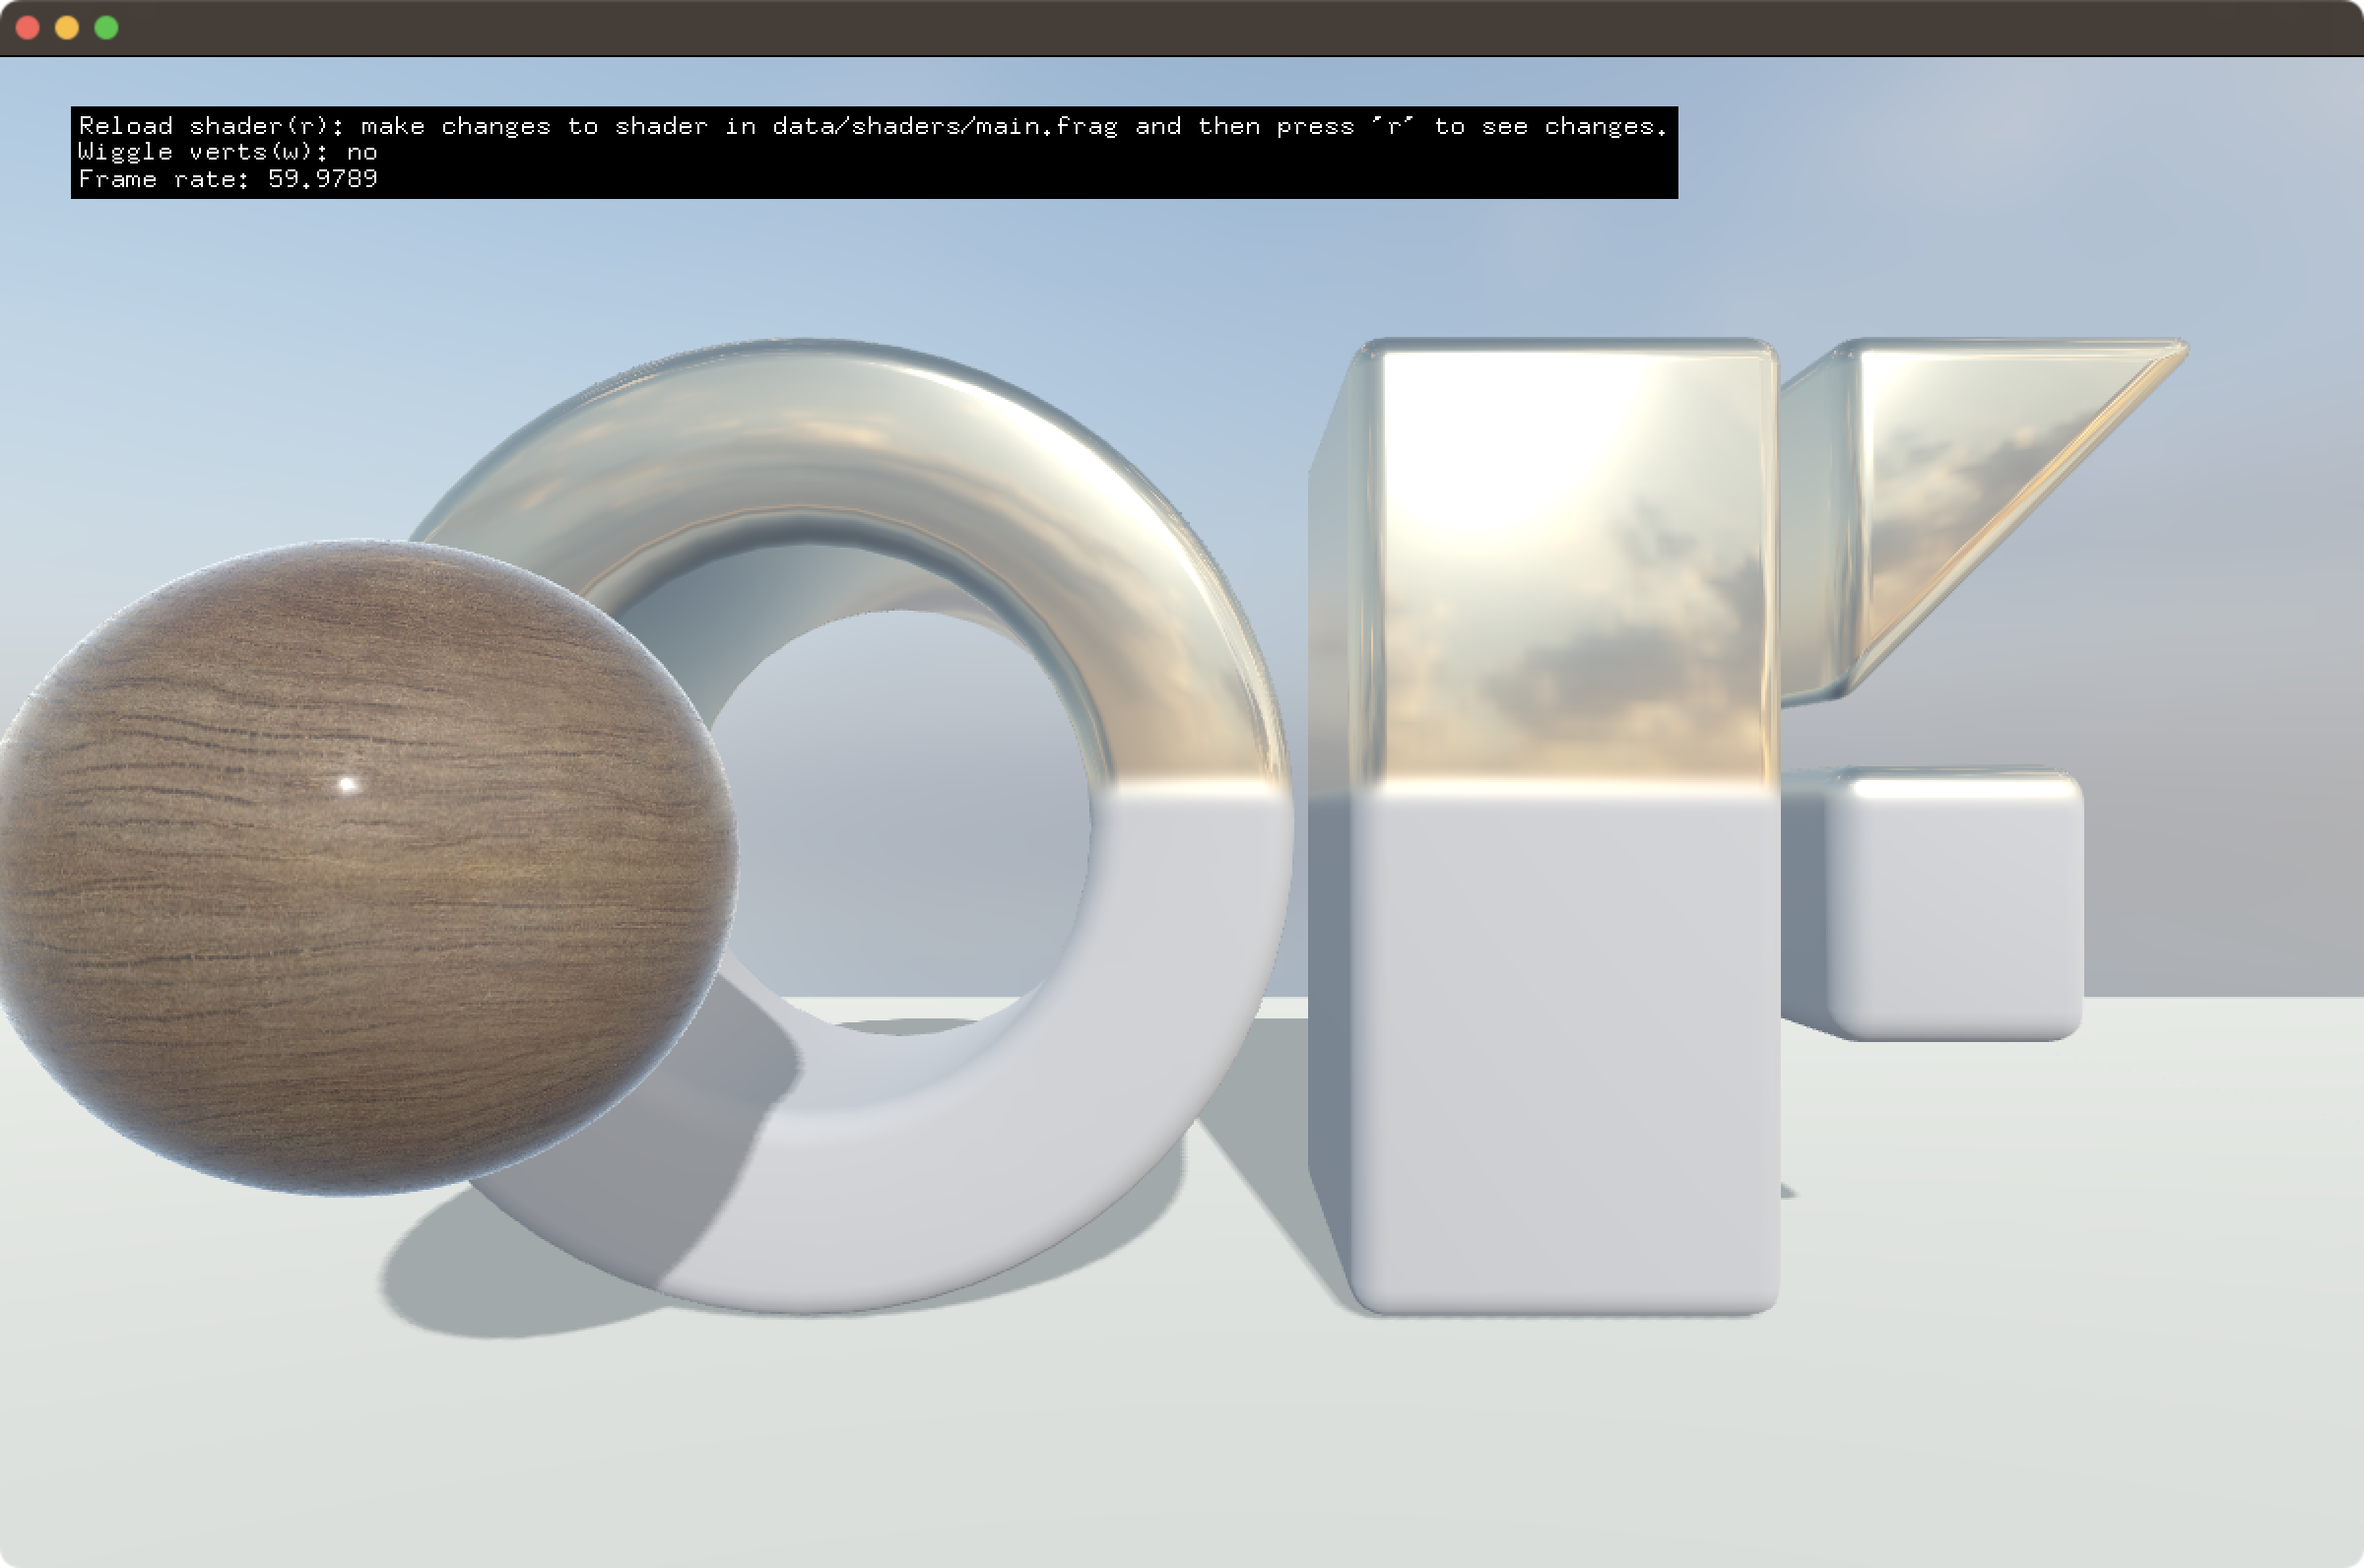 Reload shader(r): make changes to shader in data/shaders/main.frag and then press 'r' to see changes.
Wiggle verts(w): no
Frame rate: 59.9789